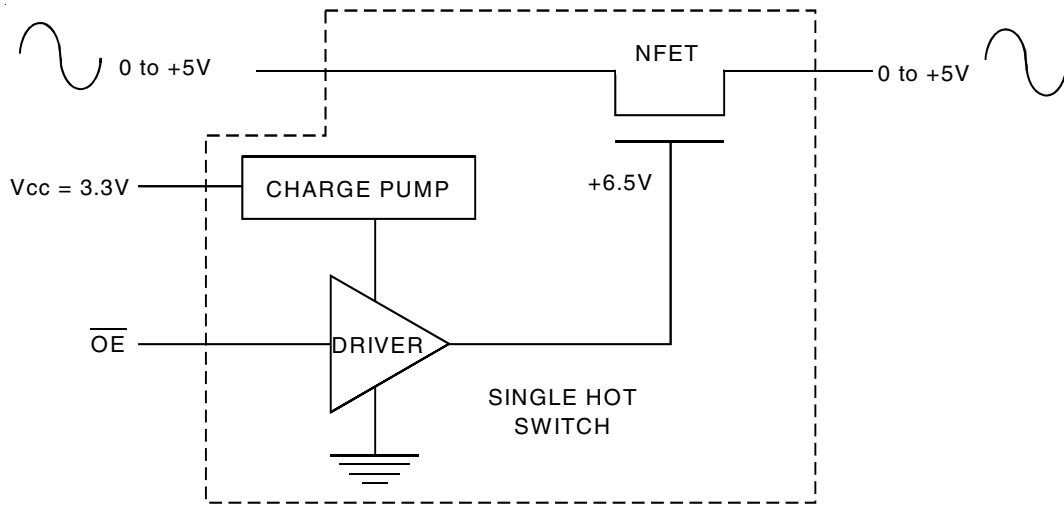 NFET
0 to +5V
0 to +5V
Vcc = 3.3V
CHARGE PUMP
+6.5V
OE
DRIVER
SINGLE HOT
SWITCH